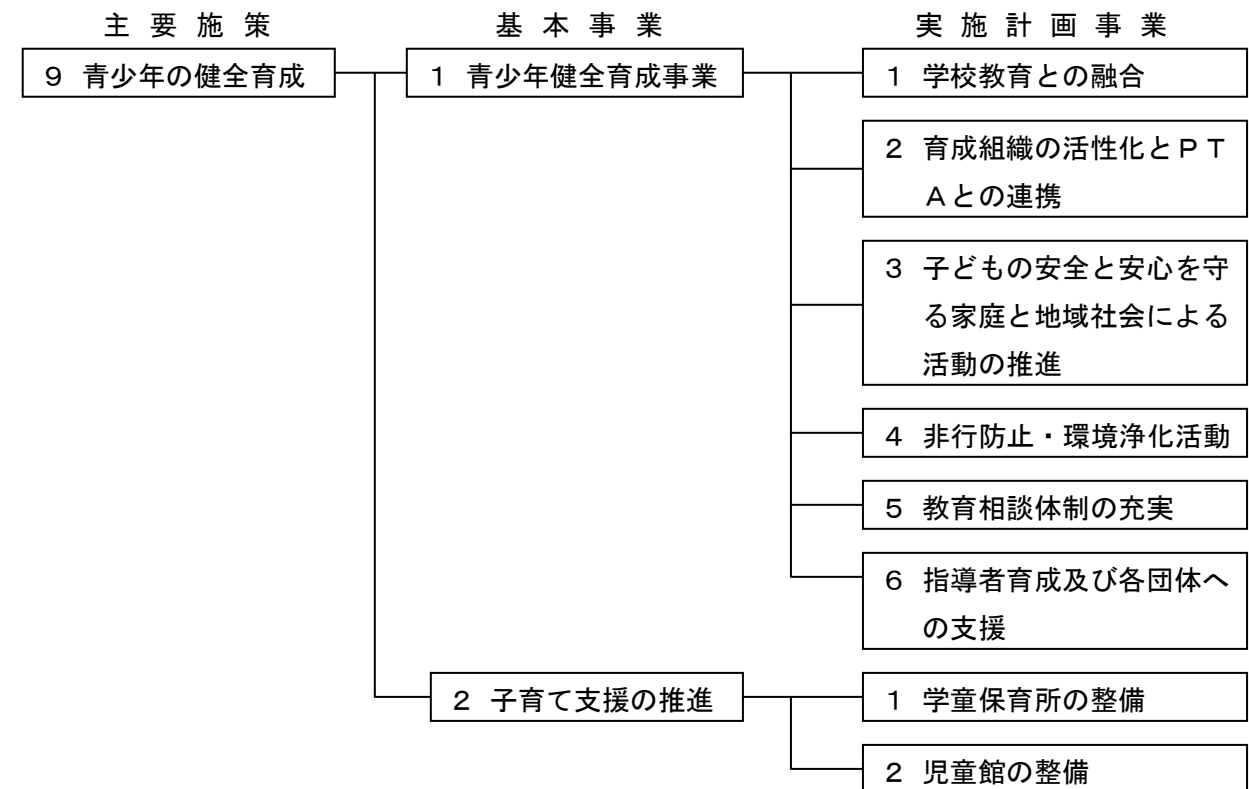 主要施策
基本事業
実施計画事業
9 青少年の健全育成
1 青少年健全育成事業
1 学校教育との融合
2 育成組織の活性化とPT
Aとの連携
3 子どもの安全と安心を守
る家庭と地域社会による
活動の推進
4 非行防止・環境浄化活動
5 教育相談体制の充実
6 指導者育成及び各団体へ
の支援
2 子育て支援の推進
1 学童保育所の整備
2 児童館の整備